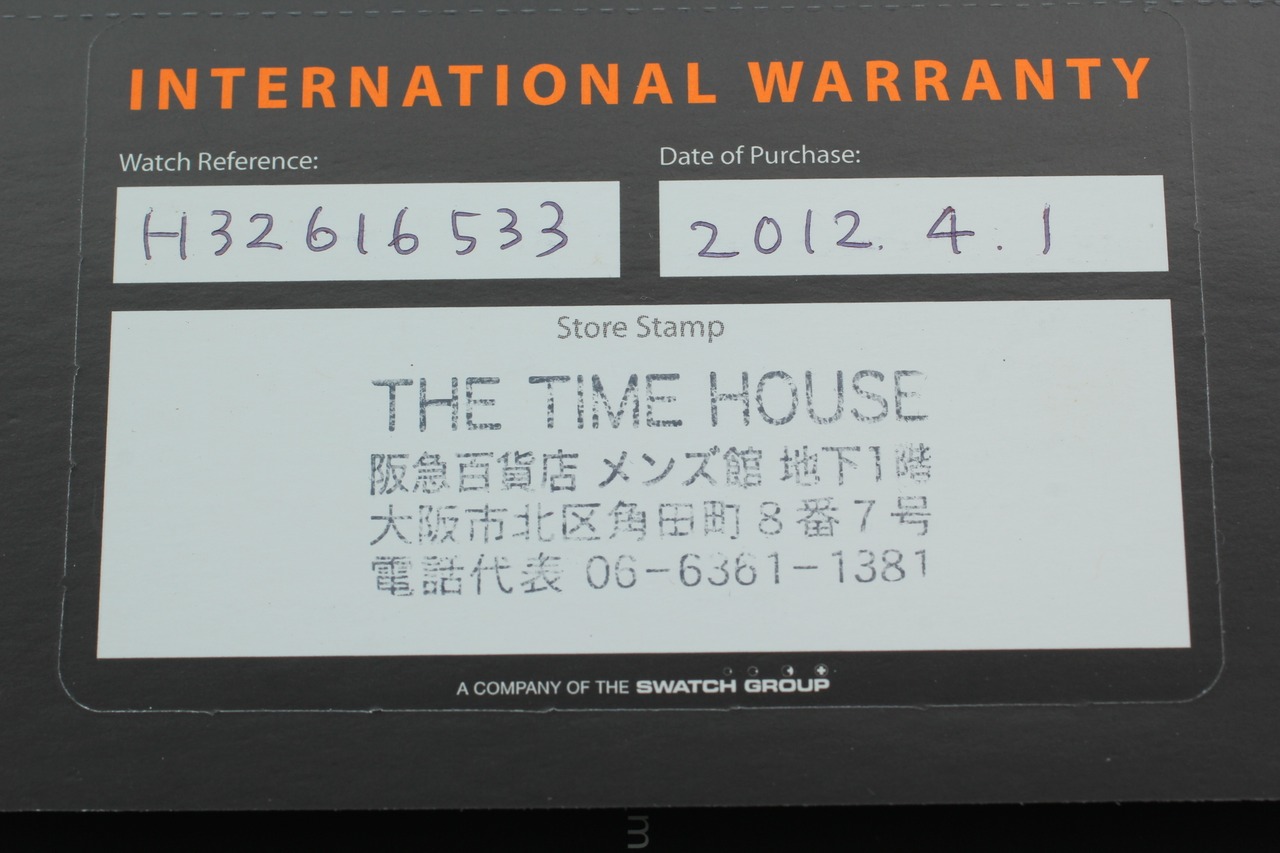 INTERNATIONAL WARRANTY
Watch Reference:
Date of Purchase:
H32616533
2012. 4. 1
Store Stamp
THE TIME HOUSE
阪急百貨店 メンズ館 地下1階
大阪市北区角田町8番7号
電話代表 06-6361-1381
A COMPANY OF THE SWATCH GROUP
m